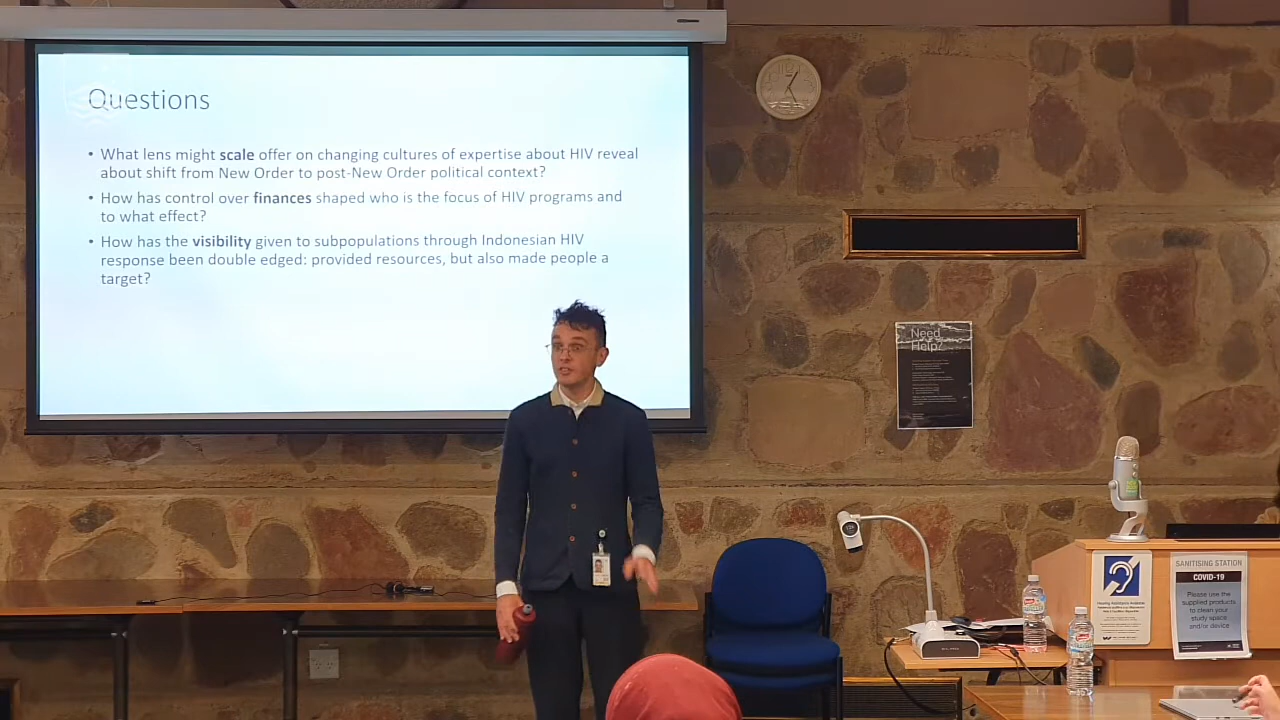 Questions
• What lens might scale offer on changing cultures of expertise about HIV reveal
about shift from New Order to post-New Order political context?
• How has control over finances shaped who is the focus of HIV programs and
to what effect?
• How has the visibility given to subpopulations through Indonesian HIV
response been double edged: provided resources, but also made people a
target?
Need
Help?
SANITISING STATION
COVID-19
Please use the
supplied products
to clean your
study space
and/or device